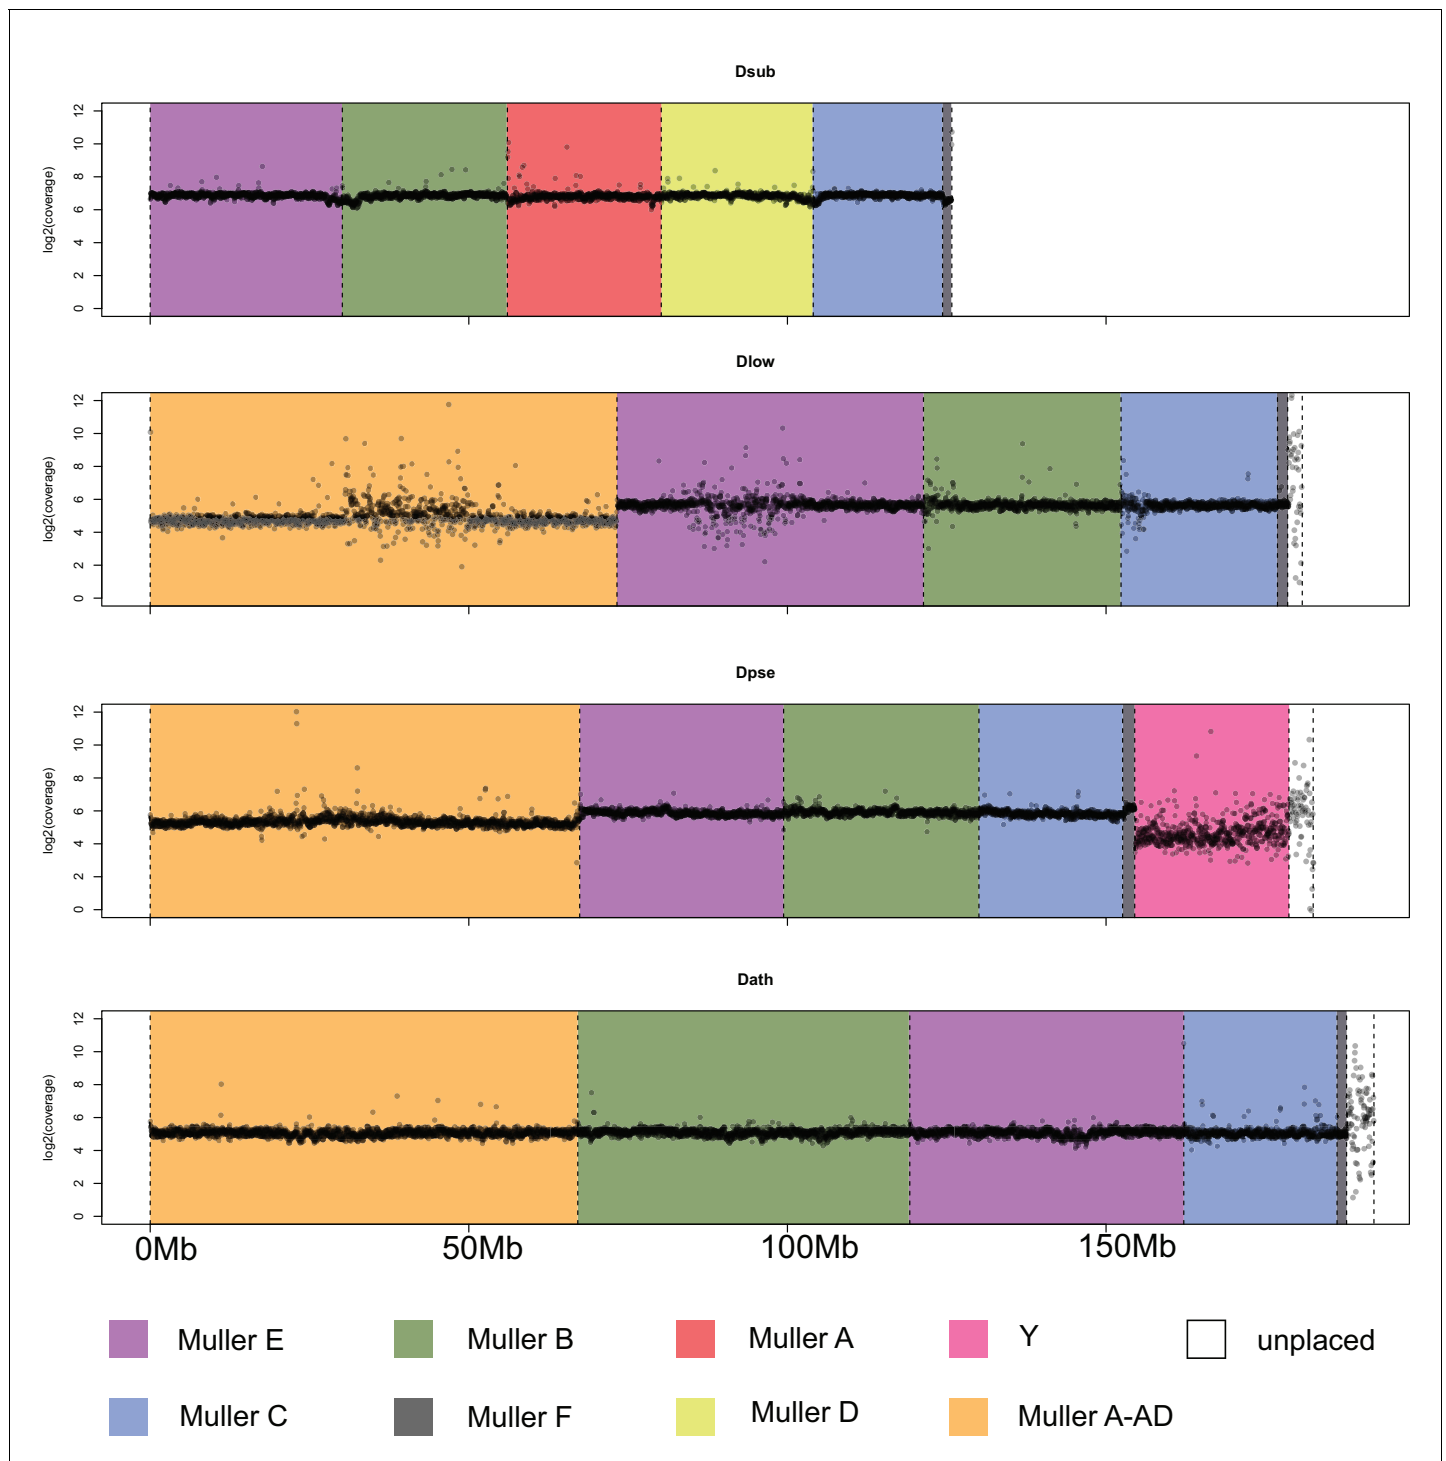 Dsub
log2(coverage)
0 2 4 6 8 10 12
Dlow
log2(coverage)
0 2 4 6 8 10 12
Dpse
log2(coverage)
0 2 4 6 8 10 12
Dath
log2(coverage)
0 2 4 6 8 10 12
0Mb 50Mb 100Mb 150Mb
Muller E Muller B Muller A Y unplaced
Muller C Muller F Muller D Muller A-AD